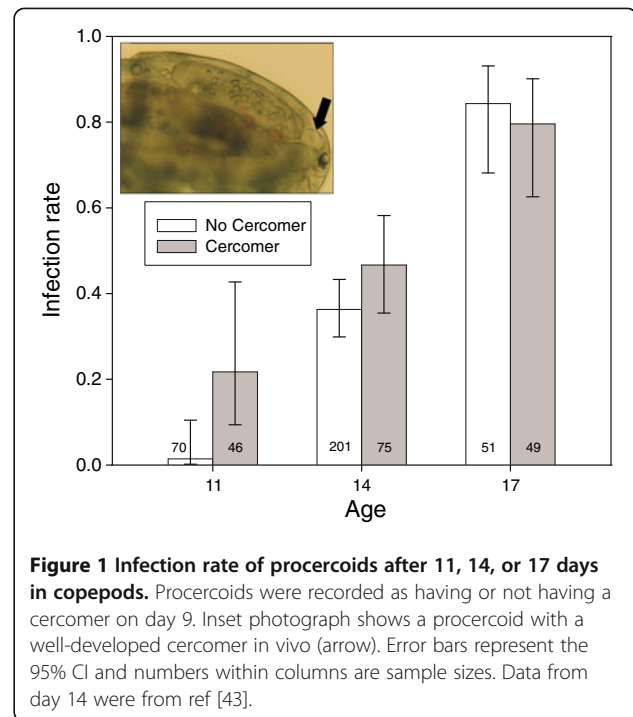 1.0
0.8
0.6
0.4
0.2
0.0
Infection rate
No Cercomer
Cercomer
70
46
201
75
51
49
11
14
17
Age
Figure 1 Infection rate of procercoids after 11, 14, or 17 days
in copepods. Procercoids were recorded as having or not having a
cercomer on day 9. Inset photograph shows a procercoid with a
well-developed cercomer in vivo (arrow). Error bars represent the
95% CI and numbers within columns are sample sizes. Data from
day 14 were from ref [43].